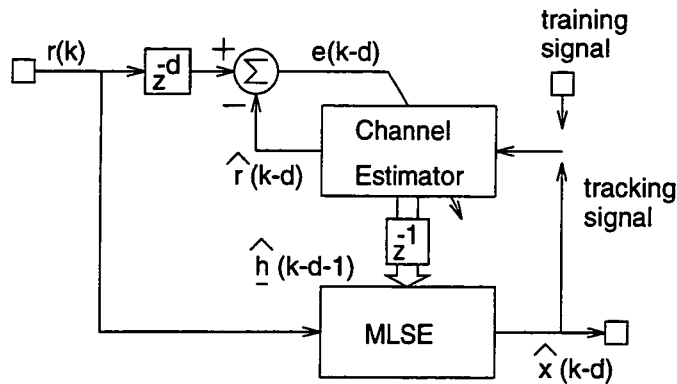 training
signal
r(k)
z^-d
+
Σ
e(k-d)
−
Channel
Estimator
r̂(k-d)
tracking
signal
z^-1
ĥ(k-d-1)
MLSE
x̂(k-d)